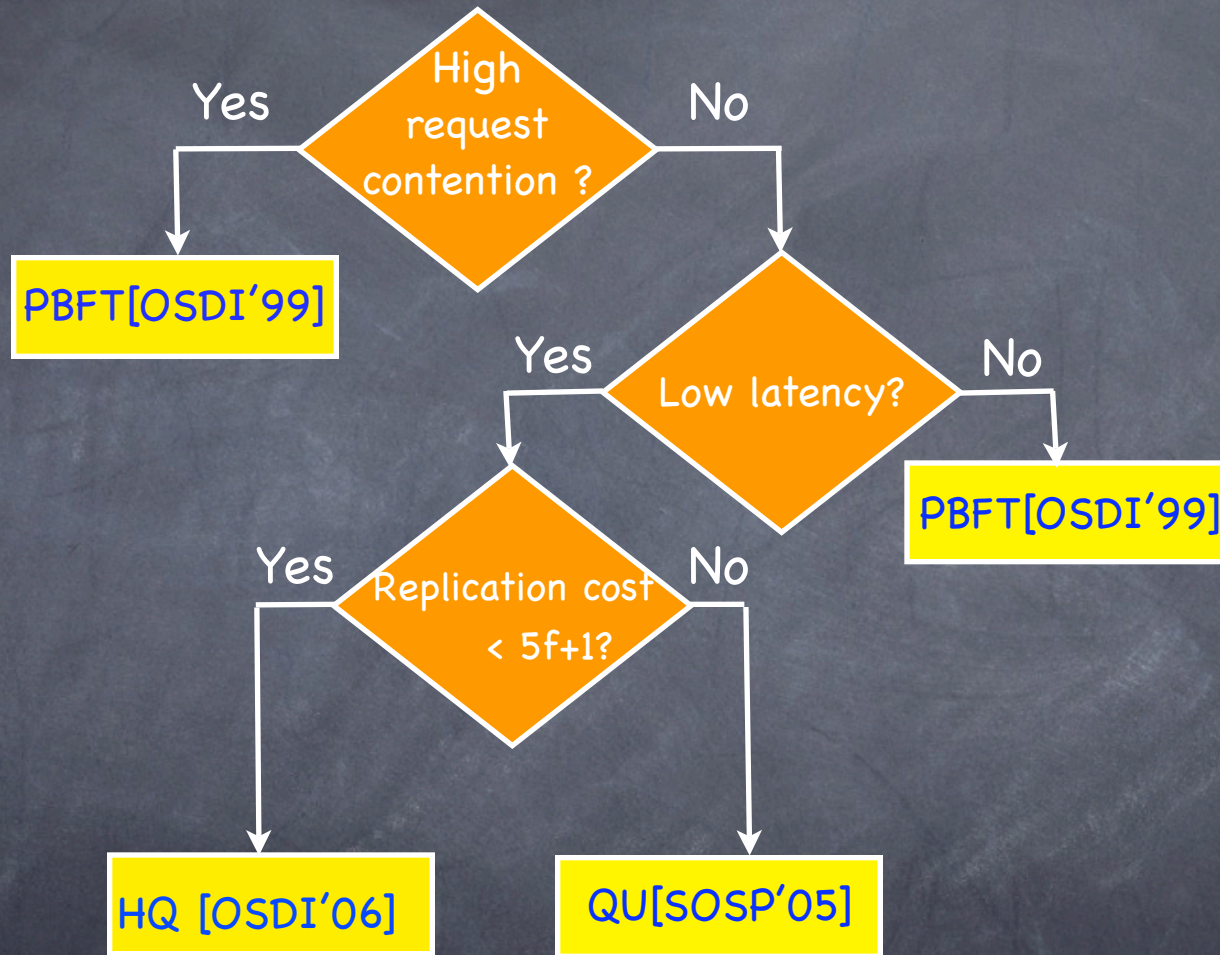 High
request
contention ?
Yes
No
PBFT[OSDI’99]
Low latency?
Yes
No
PBFT[OSDI’99]
Replication cost
< 5f+1?
Yes
No
HQ [OSDI’06]
QU[SOSP’05]